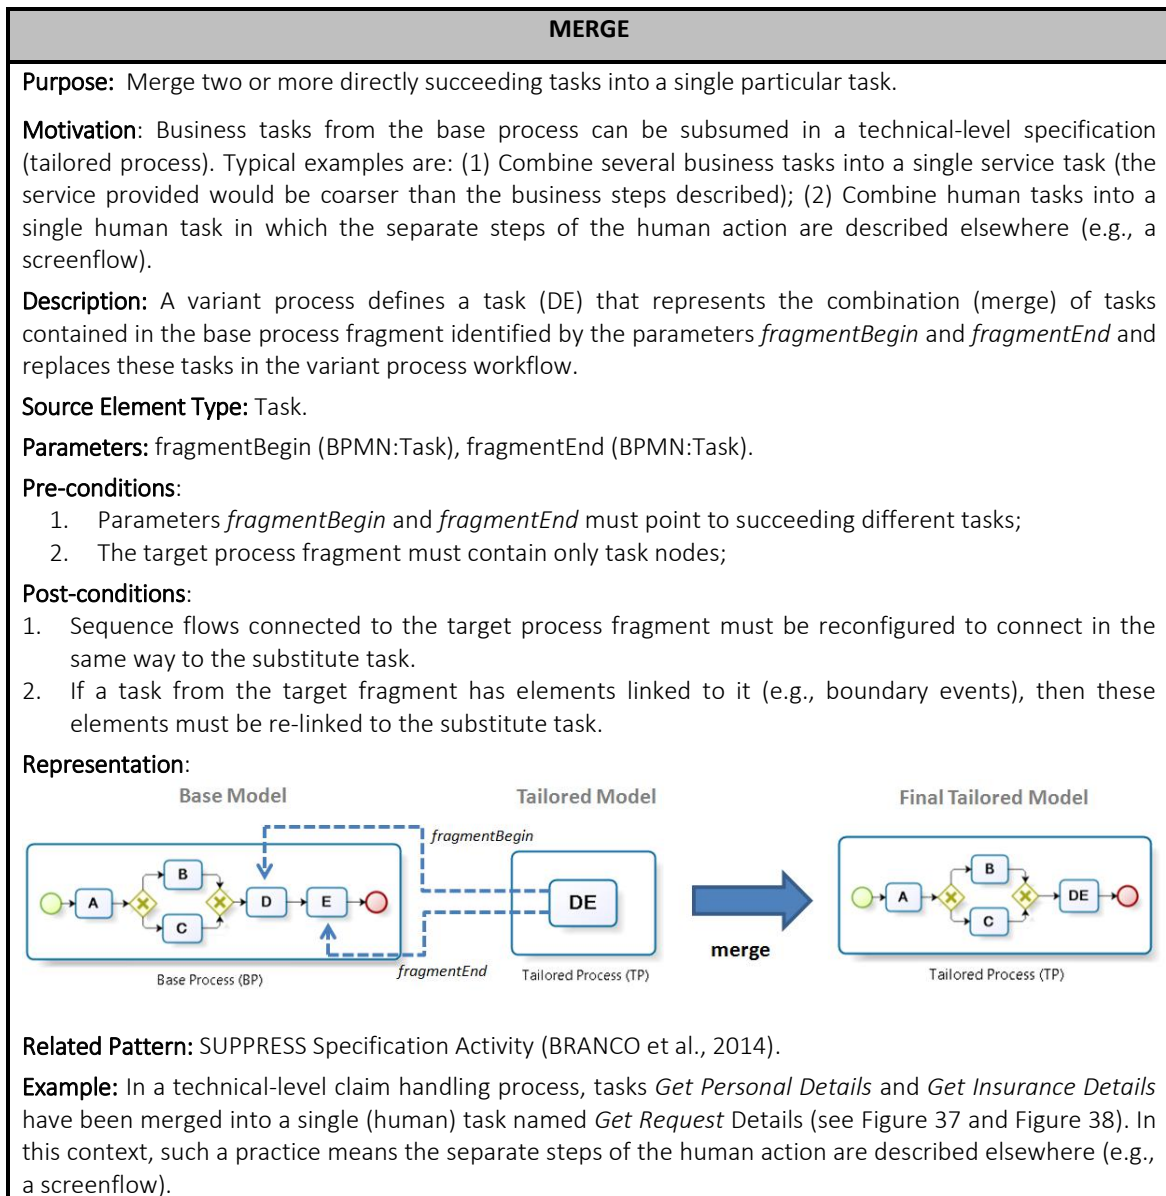 MERGE
Purpose: Merge two or more directly succeeding tasks into a single particular task.
Motivation: Business tasks from the base process can be subsumed in a technical-level specification
(tailored process). Typical examples are: (1) Combine several business tasks into a single service task (the
service provided would be coarser than the business steps described); (2) Combine human tasks into a
single human task in which the separate steps of the human action are described elsewhere (e.g., a
screenflow).
Description: A variant process defines a task (DE) that represents the combination (merge) of tasks
contained in the base process fragment identified by the parameters fragmentBegin and fragmentEnd and
replaces these tasks in the variant process workflow.
Source Element Type: Task.
Parameters: fragmentBegin (BPMN:Task), fragmentEnd (BPMN:Task).
Pre-conditions:
1. Parameters fragmentBegin and fragmentEnd must point to succeeding different tasks;
2. The target process fragment must contain only task nodes;
Post-conditions:
1. Sequence flows connected to the target process fragment must be reconfigured to connect in the
same way to the substitute task.
2. If a task from the target fragment has elements linked to it (e.g., boundary events), then these
elements must be re-linked to the substitute task.
Representation:
Base Model
Tailored Model
Final Tailored Model
fragmentBegin
A
B
C
D
E
fragmentEnd
Base Process (BP)
DE
Tailored Process (TP)
merge
A
B
C
DE
Tailored Process (TP)
Related Pattern: SUPPRESS Specification Activity (BRANCO et al., 2014).
Example: In a technical-level claim handling process, tasks Get Personal Details and Get Insurance Details
have been merged into a single (human) task named Get Request Details (see Figure 37 and Figure 38). In
this context, such a practice means the separate steps of the human action are described elsewhere (e.g.,
a screenflow).